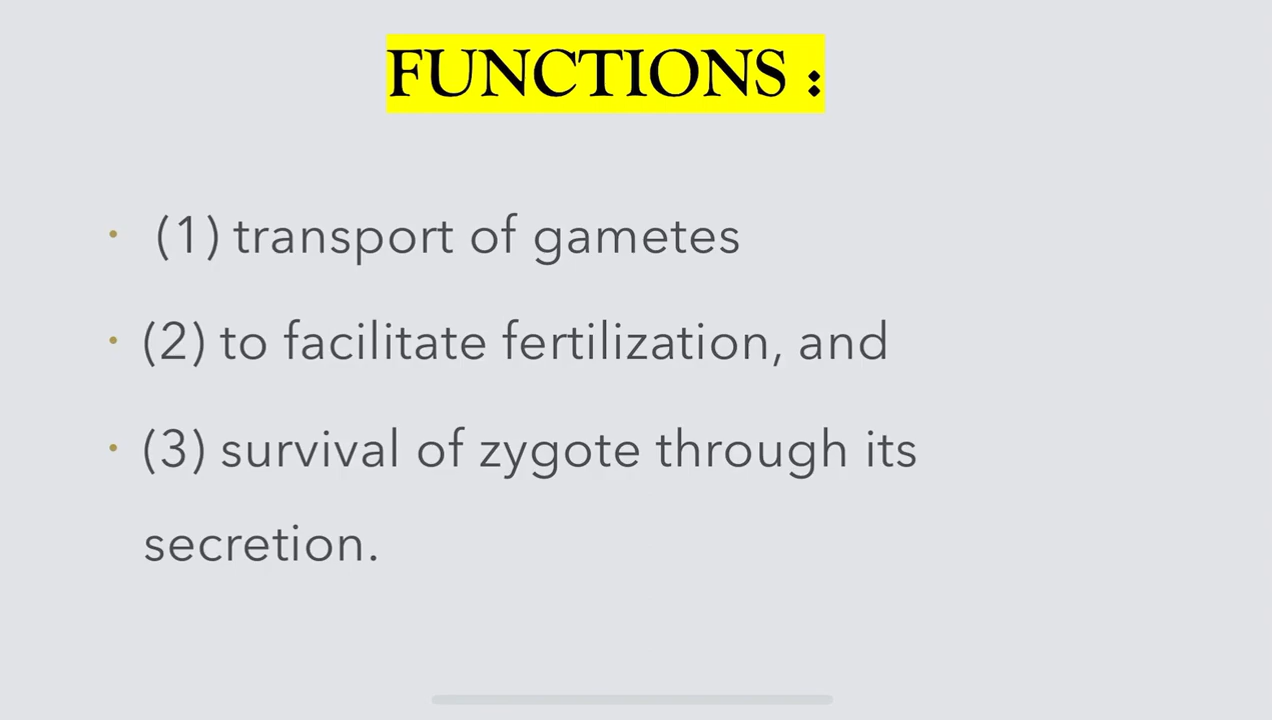 FUNCTIONS :
• (1) transport of gametes
• (2) to facilitate fertilization, and
• (3) survival of zygote through its
secretion.